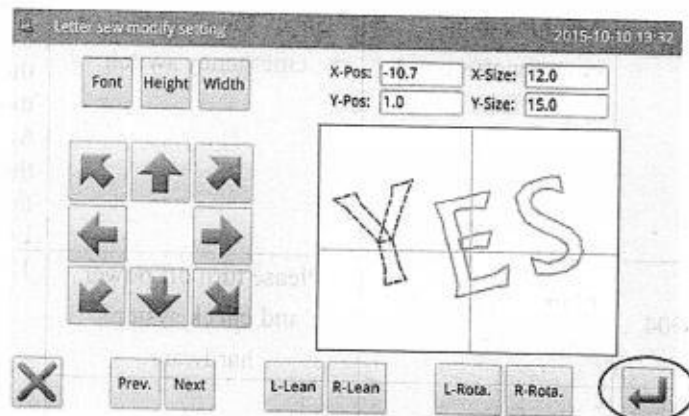 Letter sew modify setting 2015-10-10 13:32
Font Height Width
X-Pos: -10.7 X-Size: 12.0
Y-Pos: 1.0 Y-Size: 15.0
YES
Prev. Next L-Lean R-Lean L-Rota. R-Rota.